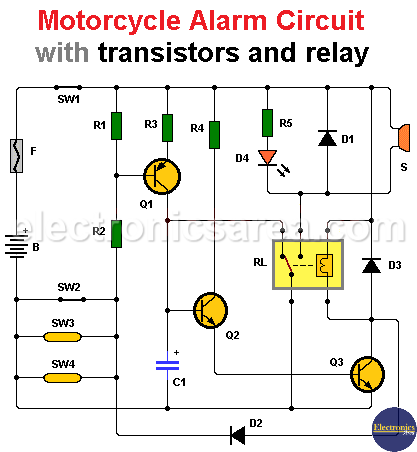 Motorcycle Alarm Circuit
with transistors and relay
SW1
R1
R3
R4
R5
D1
F
D4
S
Q1
electronicsarea.com
R2
B
RL
D3
SW2
SW3
Q2
SW4
C1
Q3
D2
Electronics